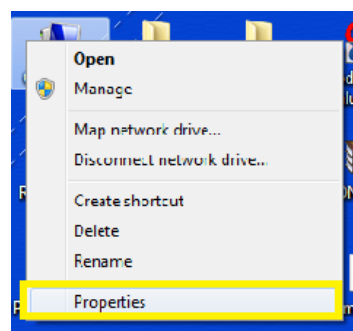 Open
Manage
Map network drive...
Disconnect network drive...
Create shortcut
Delete
Rename
Properties